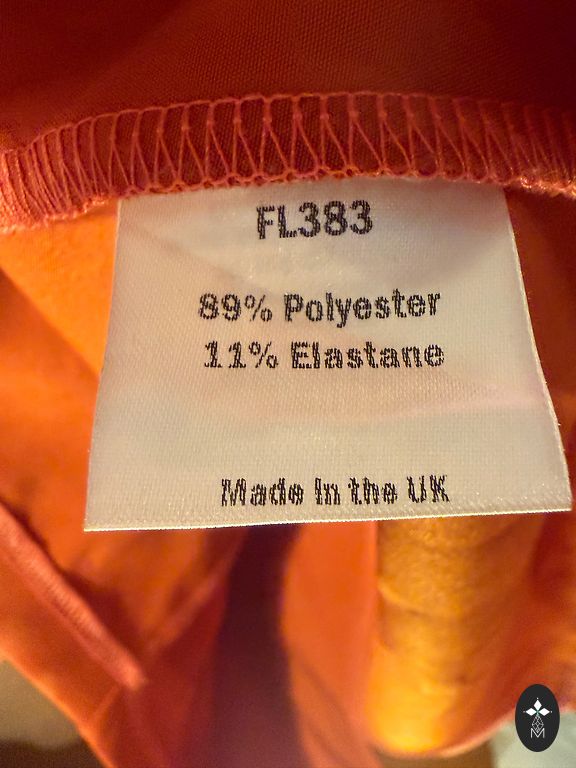 FL383
89% Polyester
11% Elastane
Made in the UK
M